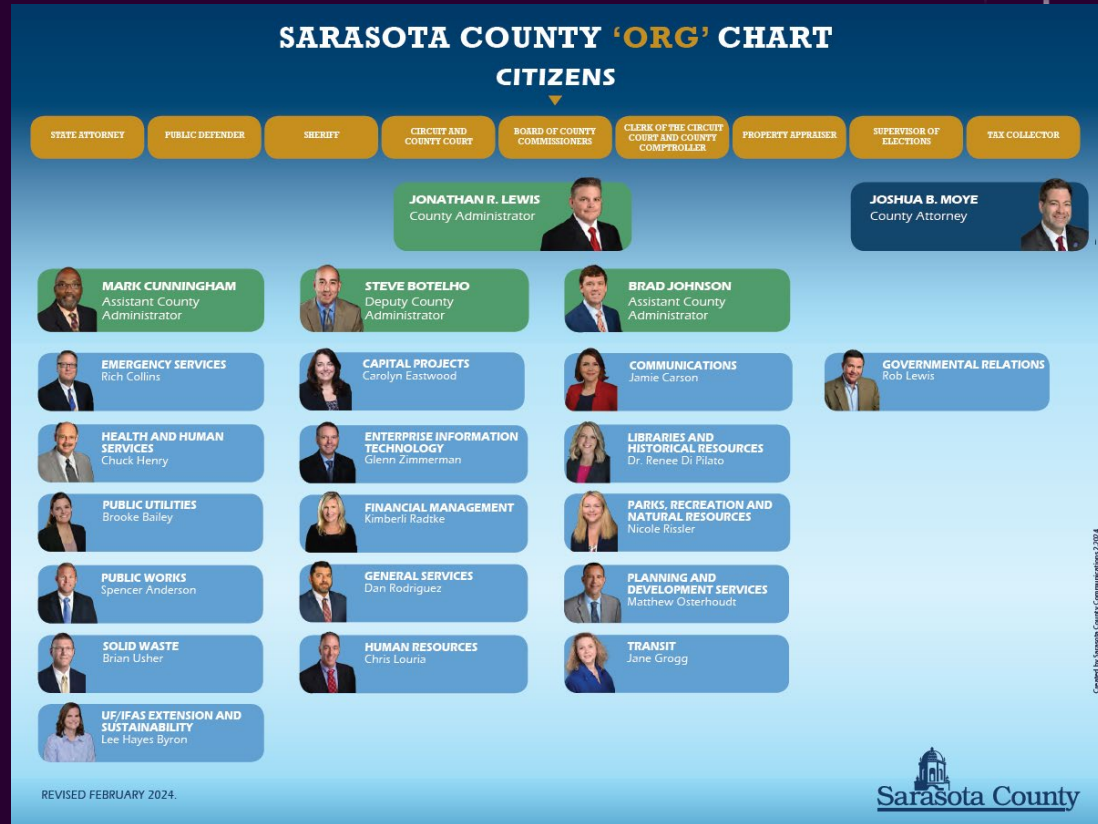 SARASOTA COUNTY ‘ORG’ CHART
CITIZENS
STATE ATTORNEY
PUBLIC DEFENDER
SHERIFF
CIRCUIT AND
COUNTY COURT
BOARD OF COUNTY
COMMISSIONERS
CLERK OF THE CIRCUIT
COURT AND COUNTY
COMPTROLLER
PROPERTY APPRAISER
SUPERVISOR OF
ELECTIONS
TAX COLLECTOR
JONATHAN R. LEWIS
County Administrator
JOSHUA B. MOYE
County Attorney
MARK CUNNINGHAM
Assistant County
Administrator
STEVE BOTELHO
Deputy County
Administrator
BRAD JOHNSON
Assistant County
Administrator
EMERGENCY SERVICES
Rich Collins
CAPITAL PROJECTS
Carolyn Eastwood
COMMUNICATIONS
Jamie Carson
GOVERNMENTAL RELATIONS
Rob Lewis
HEALTH AND HUMAN
SERVICES
Chuck Henry
ENTERPRISE INFORMATION
TECHNOLOGY
Glenn Zimmerman
LIBRARIES AND
HISTORICAL RESOURCES
Dr. Renee Di Pilato
PUBLIC UTILITIES
Brooke Bailey
FINANCIAL MANAGEMENT
Kimberli Radtke
PARKS, RECREATION AND
NATURAL RESOURCES
Nicole Rissler
PUBLIC WORKS
Spencer Anderson
GENERAL SERVICES
Dan Rodriguez
PLANNING AND
DEVELOPMENT SERVICES
Matthew Osterhoudt
SOLID WASTE
Brian Usher
HUMAN RESOURCES
Chris Louria
TRANSIT
Jane Grogg
UF/IFAS EXTENSION AND
SUSTAINABILITY
Lee Hayes Byron
REVISED FEBRUARY 2024.
Sarasota County
Created by Sarasota County Communications 2.2024